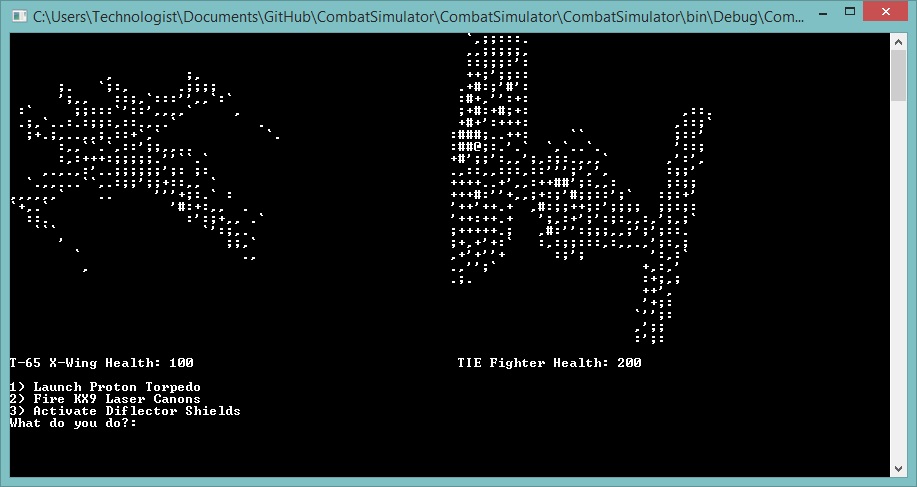 C:\Users\Technologist\Documents\GitHub\CombatSimulator\CombatSimulator\CombatSimulator\bin\Debug\Com...
T-65 X-Wing Health: 100
TIE Fighter Health: 200
1) Launch Proton Torpedo
2) Fire KX9 Laser Canons
3) Activate Diflector Shields
What do you do?: